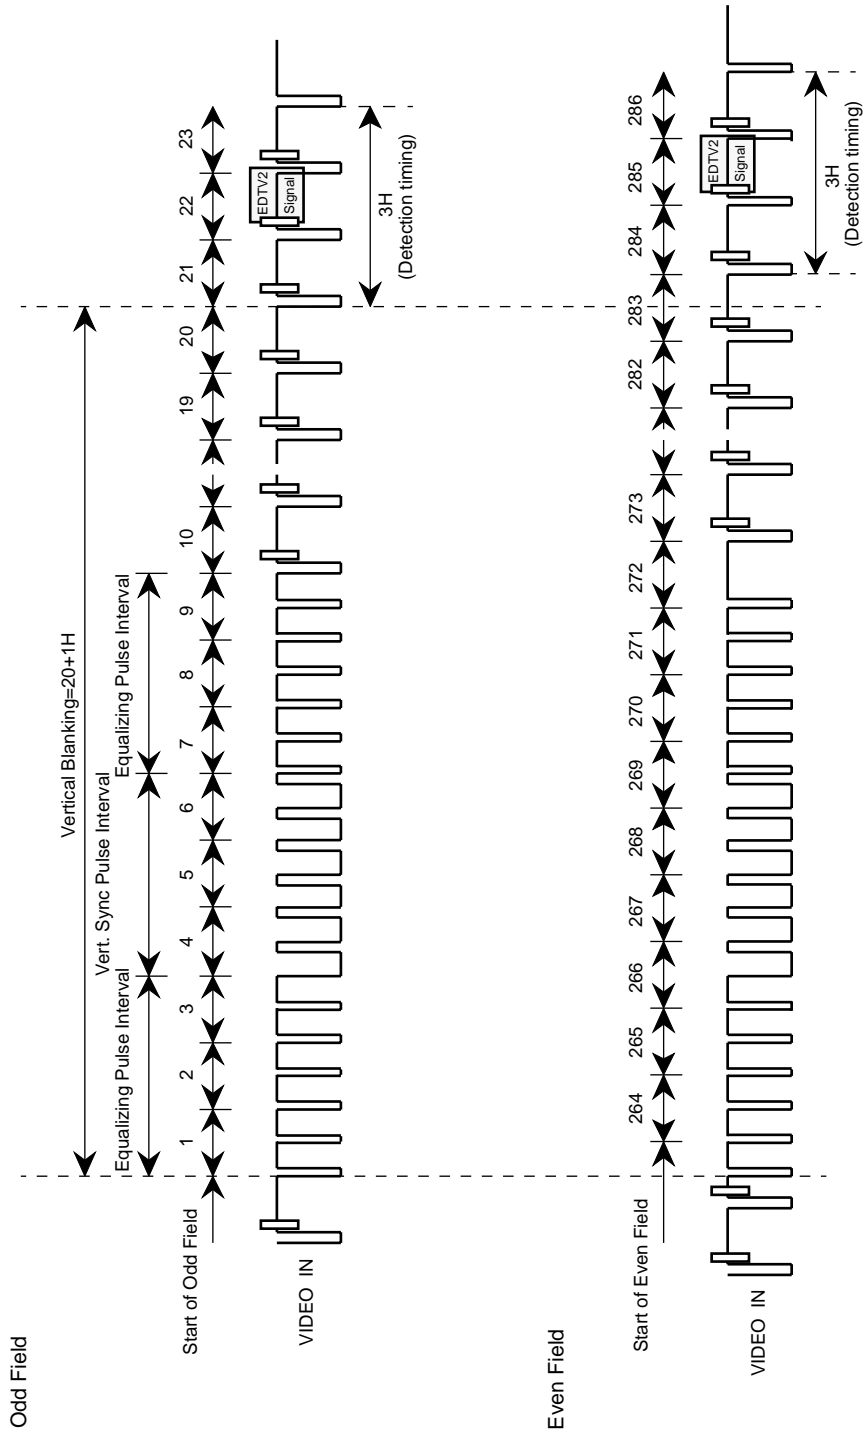 Odd Field
Vertical Blanking=20+1H
Equalizing Pulse Interval
Vert. Sync Pulse Interval
Equalizing Pulse Interval
Start of Odd Field
1 2 3 4 5 6 7 8 9 10 19 20 21 22 23
VIDEO IN
EDTV2
Signal
3H
(Detection timing)
Even Field
Start of Even Field
264 265 266 267 268 269 270 271 272 273 282 283 284 285 286
VIDEO IN
EDTV2
Signal
3H
(Detection timing)